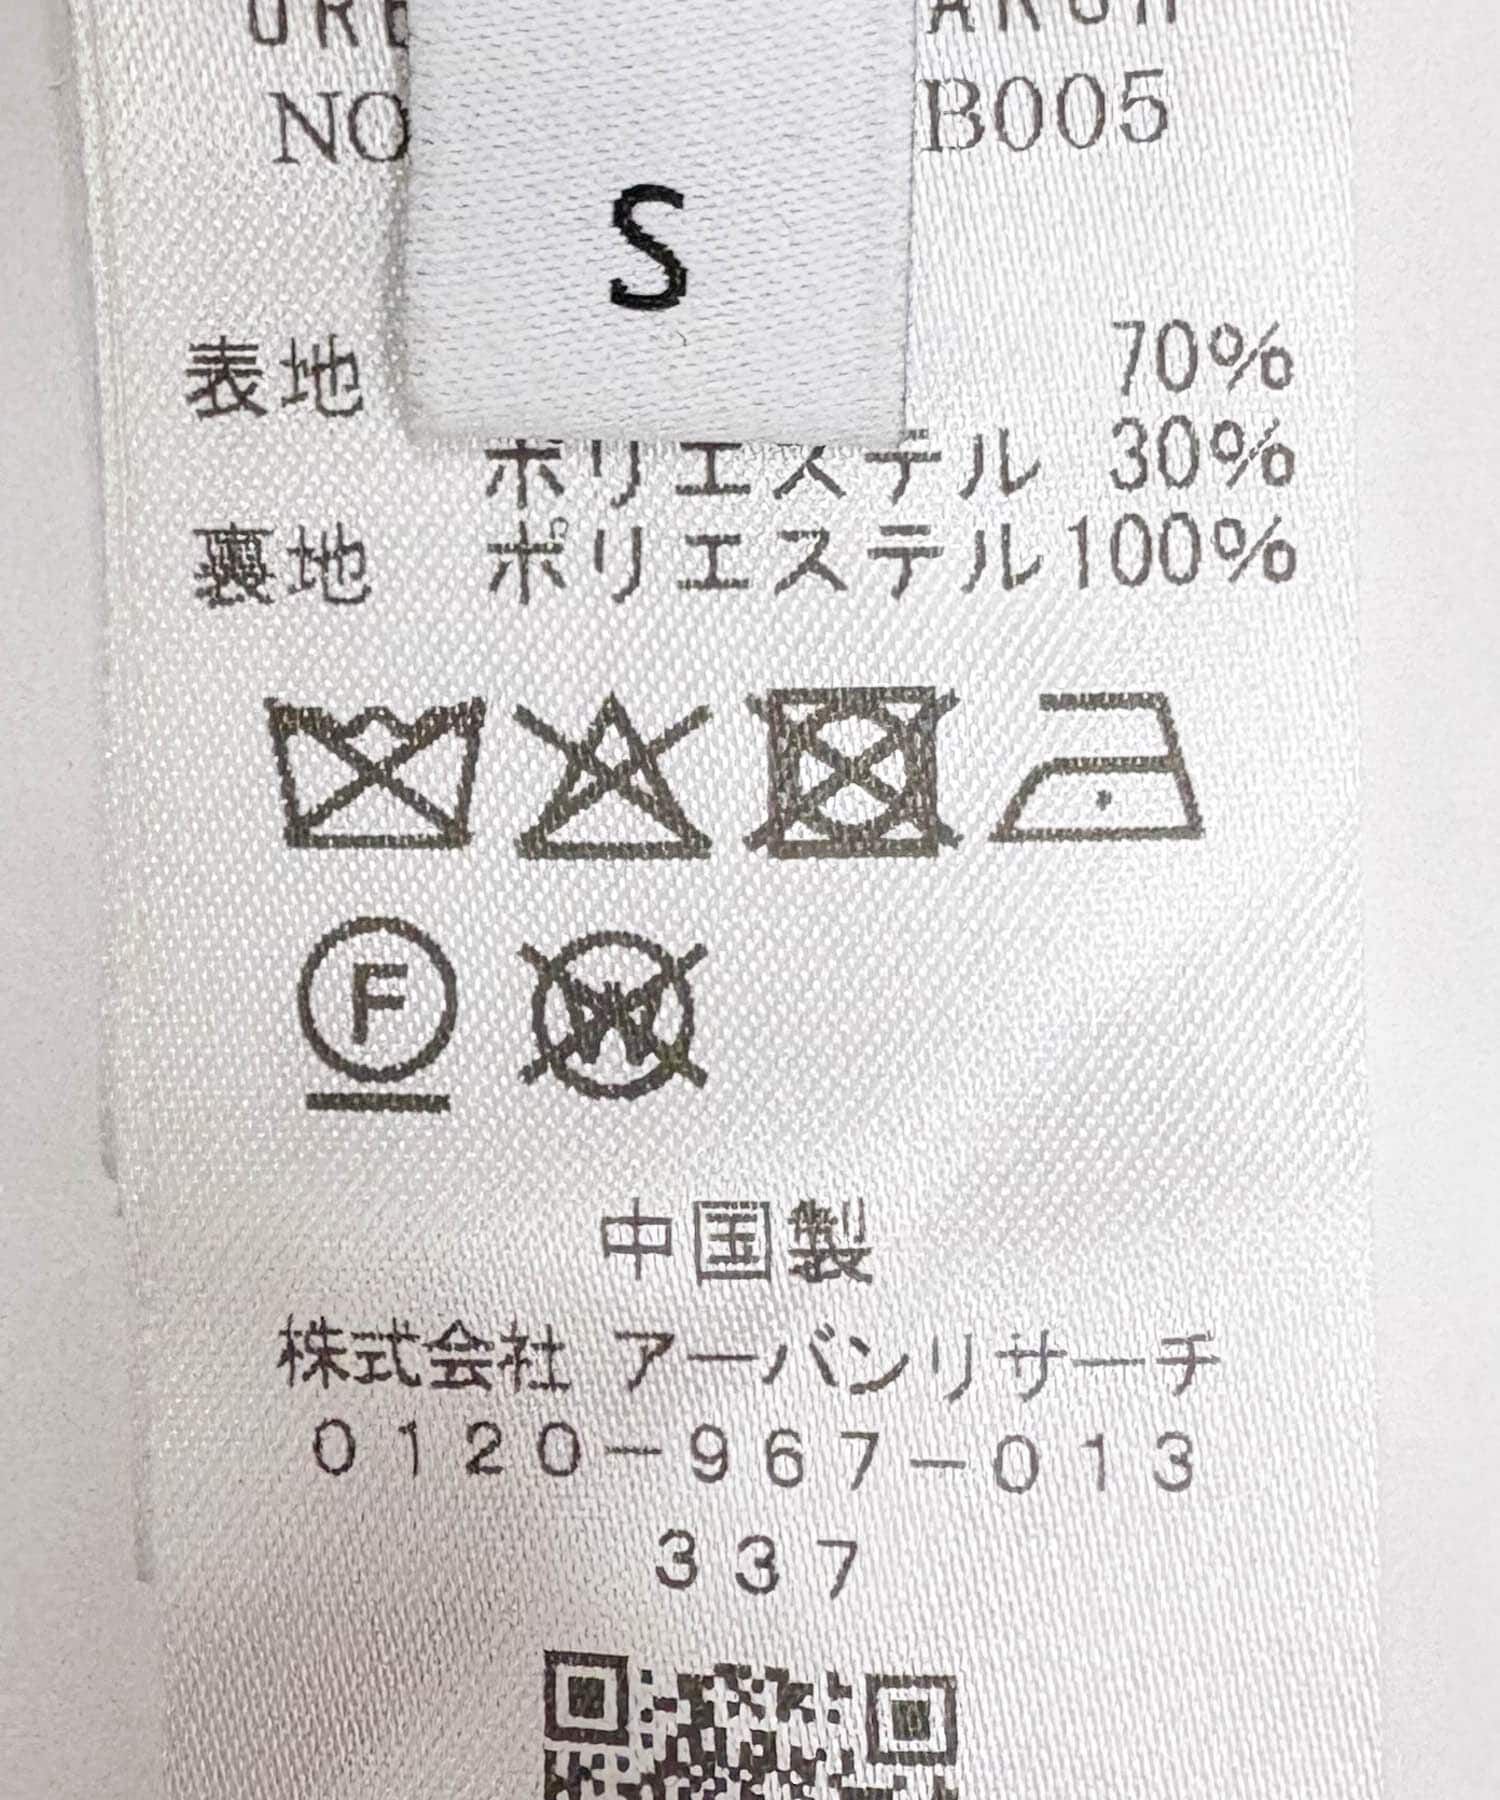 NO
B005
S
表地 70%
ポリエステル 30%
裏地 ポリエステル100%
F
W
中国製
株式会社 アーバンリサーチ
0120-967-013
337